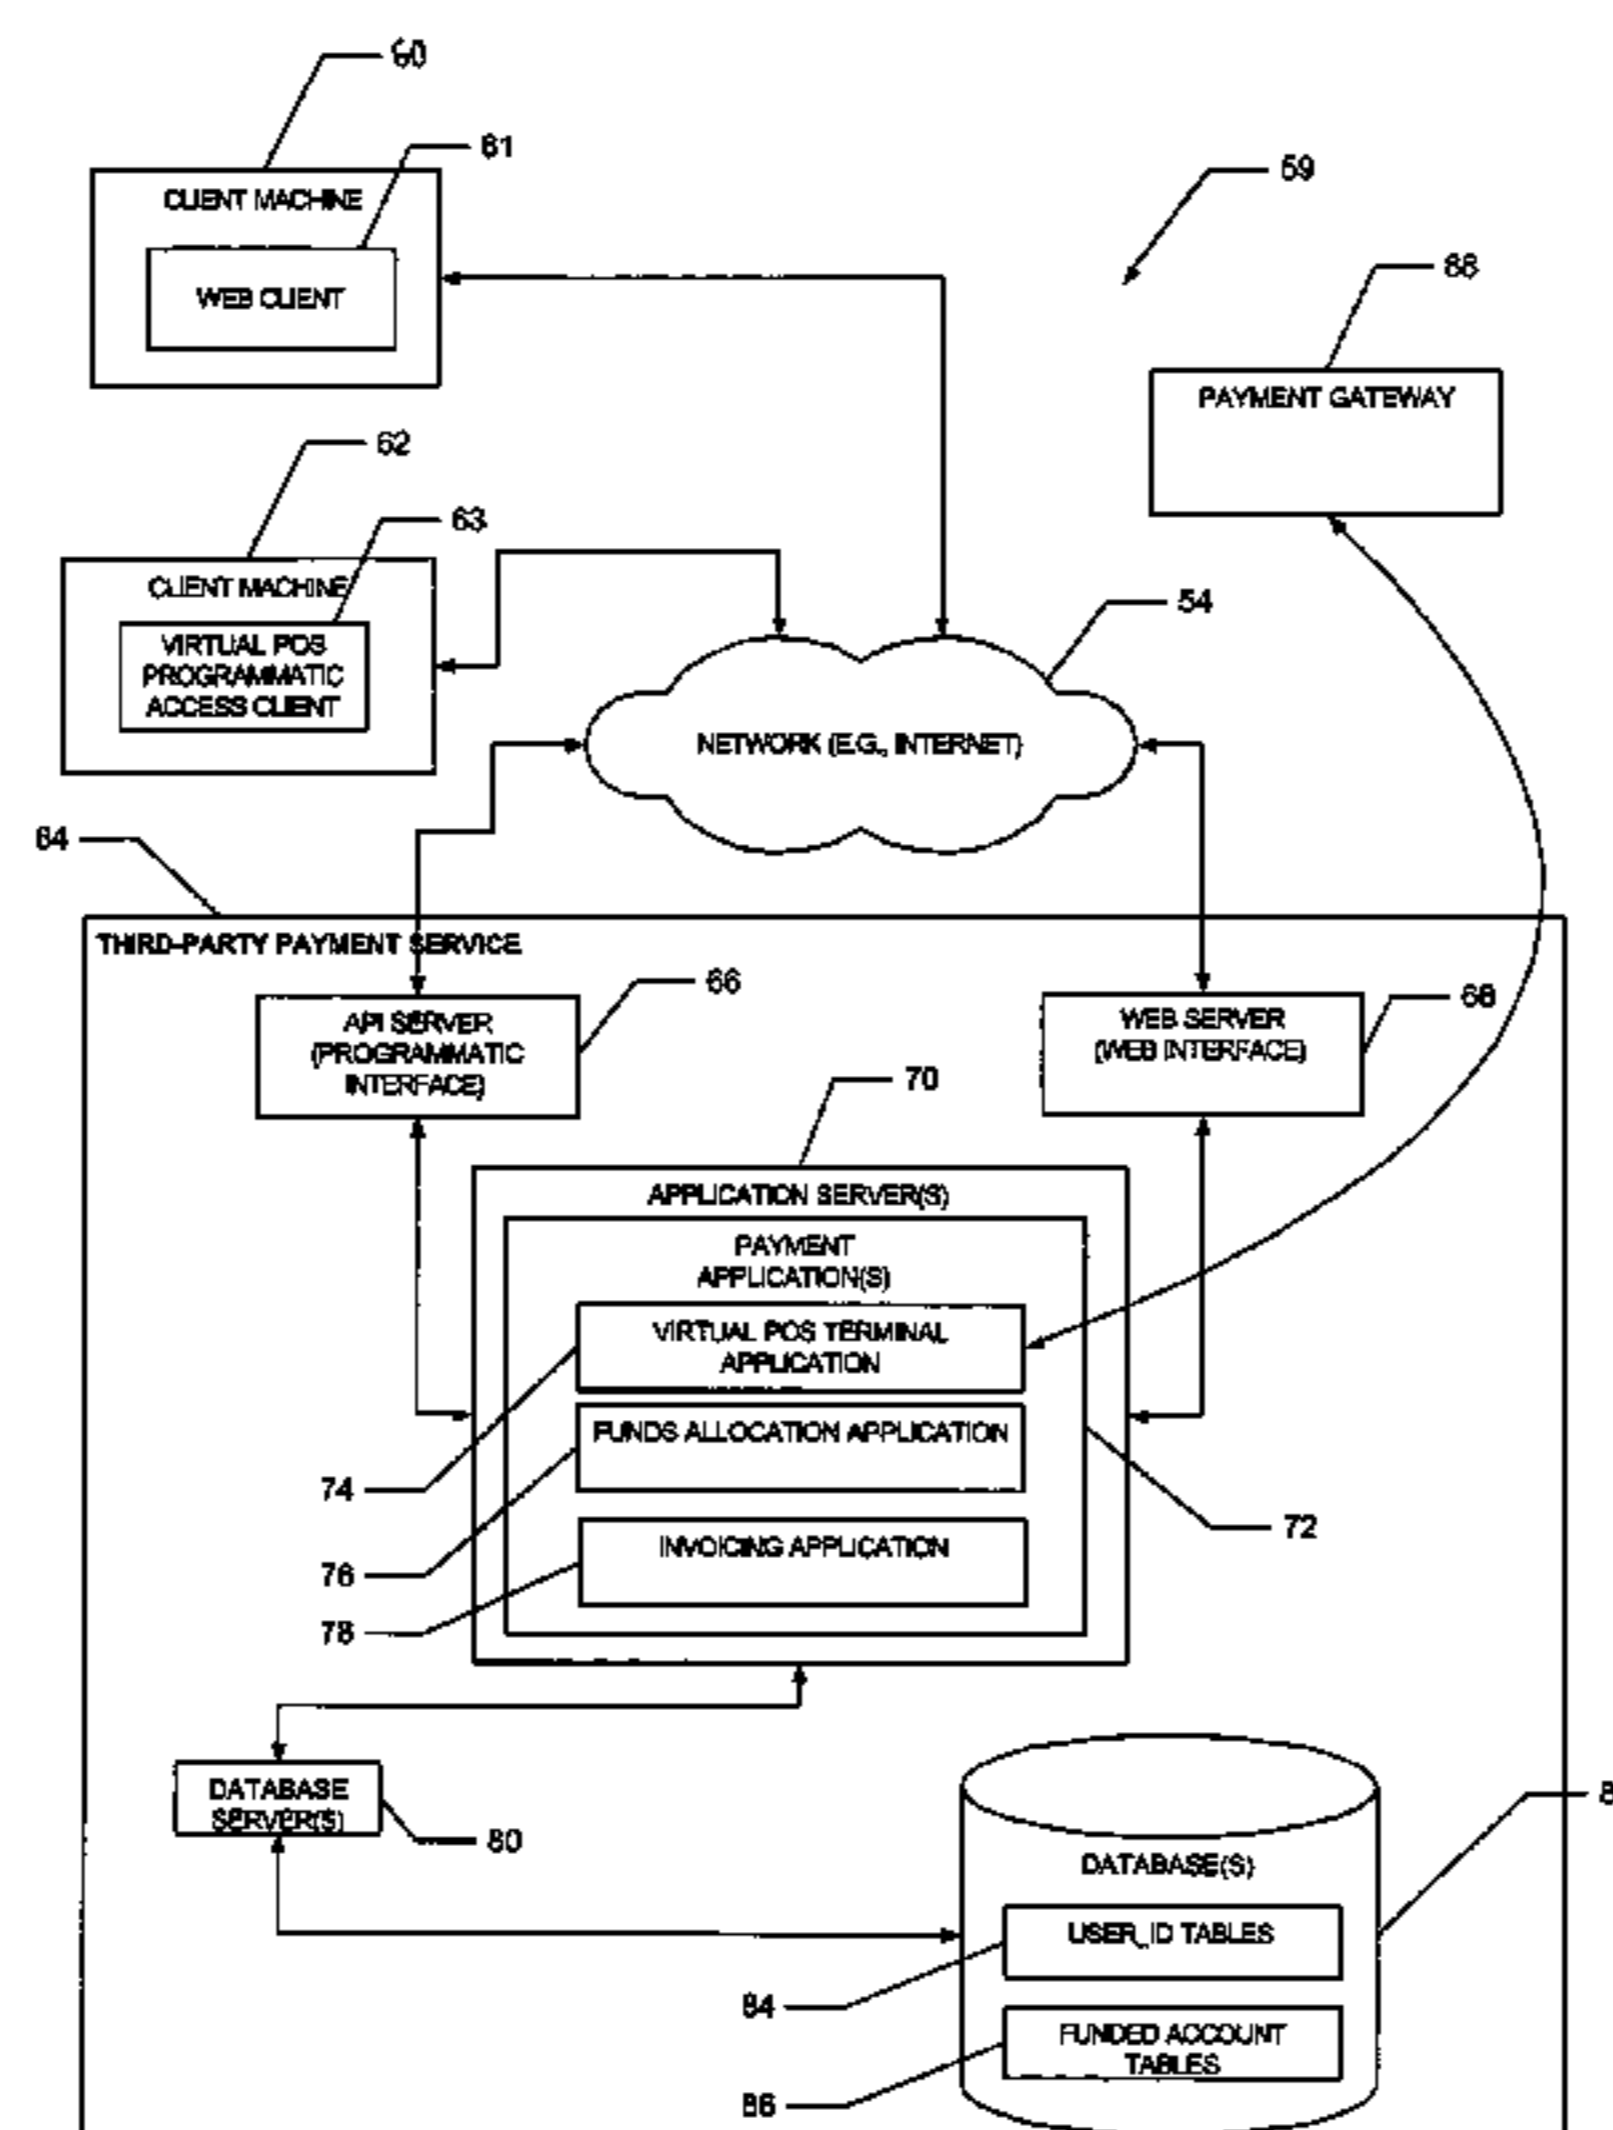 60
61
CLIENT MACHINE
WEB CLIENT
59
88
PAYMENT GATEWAY
62
63
CLIENT MACHINE
VIRTUAL POS
PROGRAMMATIC
ACCESS CLIENT
54
NETWORK (E.G., INTERNET)
64
THIRD-PARTY PAYMENT SERVICE
66
API SERVER
(PROGRAMMATIC
INTERFACE)
68
WEB SERVER
(WEB INTERFACE)
70
APPLICATION SERVER(S)
PAYMENT
APPLICATION(S)
VIRTUAL POS TERMINAL
APPLICATION
FUNDS ALLOCATION APPLICATION
74
72
INVOICING APPLICATION
76
78
DATABASE
SERVER(S)
80
8
DATABASE(S)
USER_ID TABLES
84
FUNDED ACCOUNT
TABLES
86